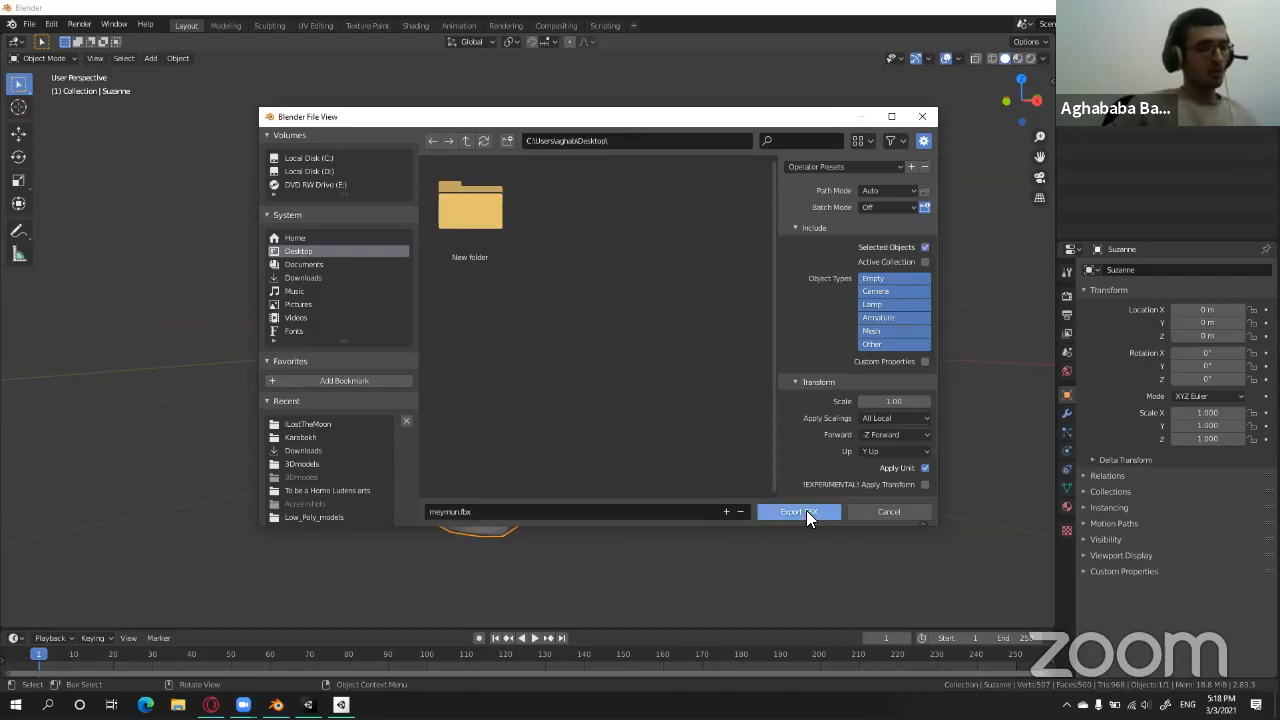 Blender
File Edit Render Window Help
Layout Modeling Sculpting UV Editing Texture Paint Shading Animation Rendering Compositing Scripting +
Scen
Global
Options
Object Mode View Select Add Object
User Perspective
(1) Collection | Suzanne
X
Aghababa Ba...
Blender File View
Volumes
Local Disk (C:)
Local Disk (D:)
DVD RW Drive (E:)
System
Home
Desktop
Documents
Downloads
Music
Pictures
Videos
Fonts
Favorites
Add Bookmark
Recent
ILostTheMoon
Karabakh
Downloads
3Dmodels
3Dmodesl
To be a Homo Ludens arts
Acreenshots
Low_Poly_models
C:\Users\aghab\Desktop\
New folder
meymun.fbx
Operator Presets
Path Mode Auto
Batch Mode Off
Include
Selected Objects
Active Collection
Object Types Empty
Camera
Lamp
Armature
Mesh
Other
Custom Properties
Transform
Scale 1.00
Apply Scalings All Local
Forward -Z Forward
Up Y Up
Apply Unit
!EXPERIMENTAL! Apply Transform
Export FBX
Cancel
Suzanne
Suzanne
Transform
Location X 0 m
Y 0 m
Z 0 m
Rotation X 0°
Y 0°
Z 0°
Mode XYZ Euler
Scale X 1.000
Y 1.000
Z 1.000
Delta Transform
Relations
Collections
Instancing
Motion Paths
Visibility
Viewport Display
Custom Properties
Playback Keying View Marker
1
Start 1
End 250
1 10 20 30 40 50 60 70 80 90 100 110 120 130 140 150 160 170 180 190 200 210 220 230 240 250
zoom
Select Box Select Rotate View Object Context Menu
Collection | Suzanne | Verts:507 | Faces:500 | Tris:968 | Objects:1/1 | Mem: 18.8 MiB | 2.83.3
ENG
5:18 PM
3/3/2021